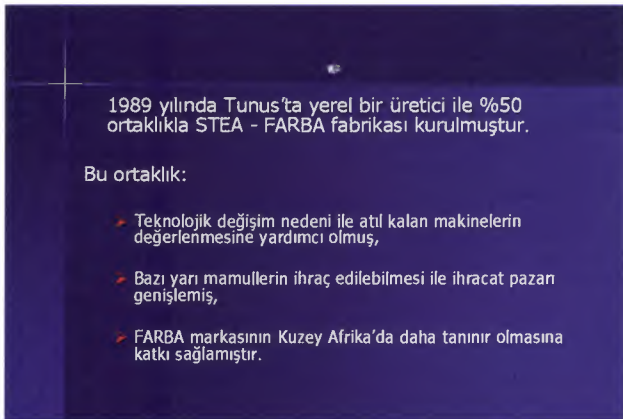 1989 yılında Tunus'ta yerel bir üretici ile %50
ortaklıkla STEA - FARBA fabrikası kurulmuştur.
Bu ortaklık:
Teknolojik değişim nedeni ile atıl kalan makinelerin
değerlenmesine yardımcı olmuş,
Bazı yarı mamullerin ihraç edilebilmesi ile ihracat pazarı
genişlemiş,
FARBA markasının Kuzey Afrika'da daha tanınır olmasına
katkı sağlamıştır.